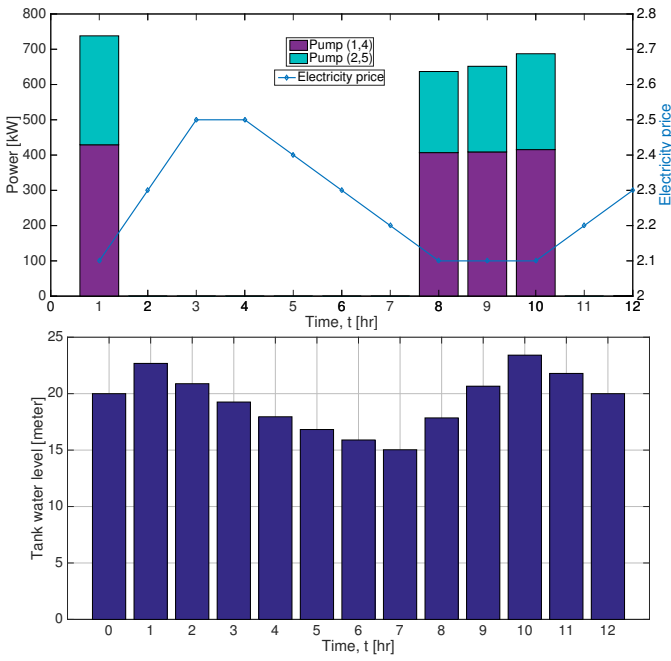 800
700
600
500
400
300
200
100
0
Power [kW]
Pump (1,4)
Pump (2,5)
Electricity price
2.8
2.7
2.6
2.5
2.4
2.3
2.2
2.1
2
Electricity price
0 1 2 3 4 5 6 7 8 9 10 11 12
Time, t [hr]
25
20
15
10
5
0
Tank water level [meter]
0 1 2 3 4 5 6 7 8 9 10 11 12
Time, t [hr]